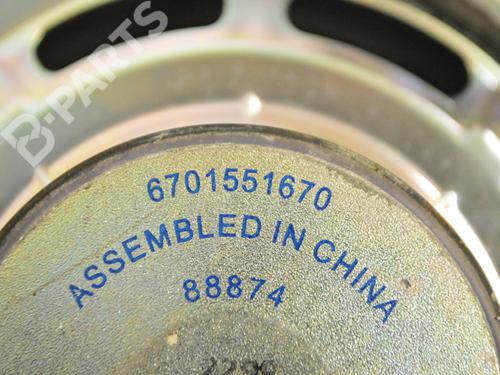 B-PARTS
6701551670
ASSEMBLED IN CHINA
88874